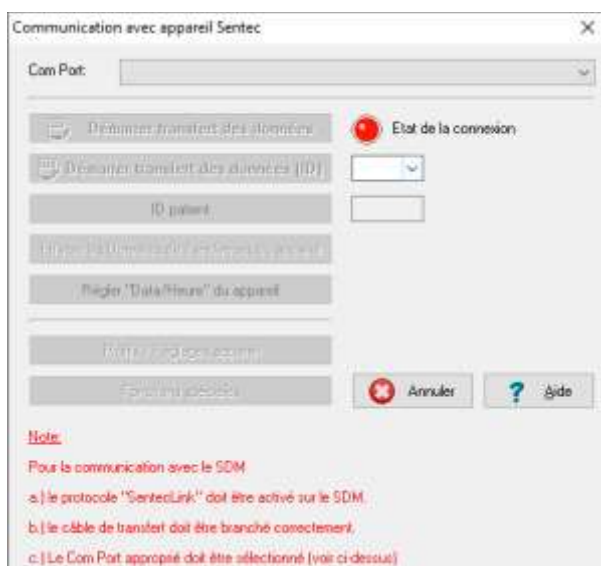 Communication avec appareil Sentec
Com Port:
Démarrer transfert des données
Etat de la connexion
Démarrer transfert des données (ID)
ID patient
Régler "Data/Heure" du appareil
Annuler
? Aide
Note:
Pour la communication avec le SDM
a.) le protocole "SentecLink" doit être activé sur le SDM.
b.) le câble de transfert doit être branché correctement.
c.) Le Com Port approprié doit être sélectionné (voir ci-dessus)